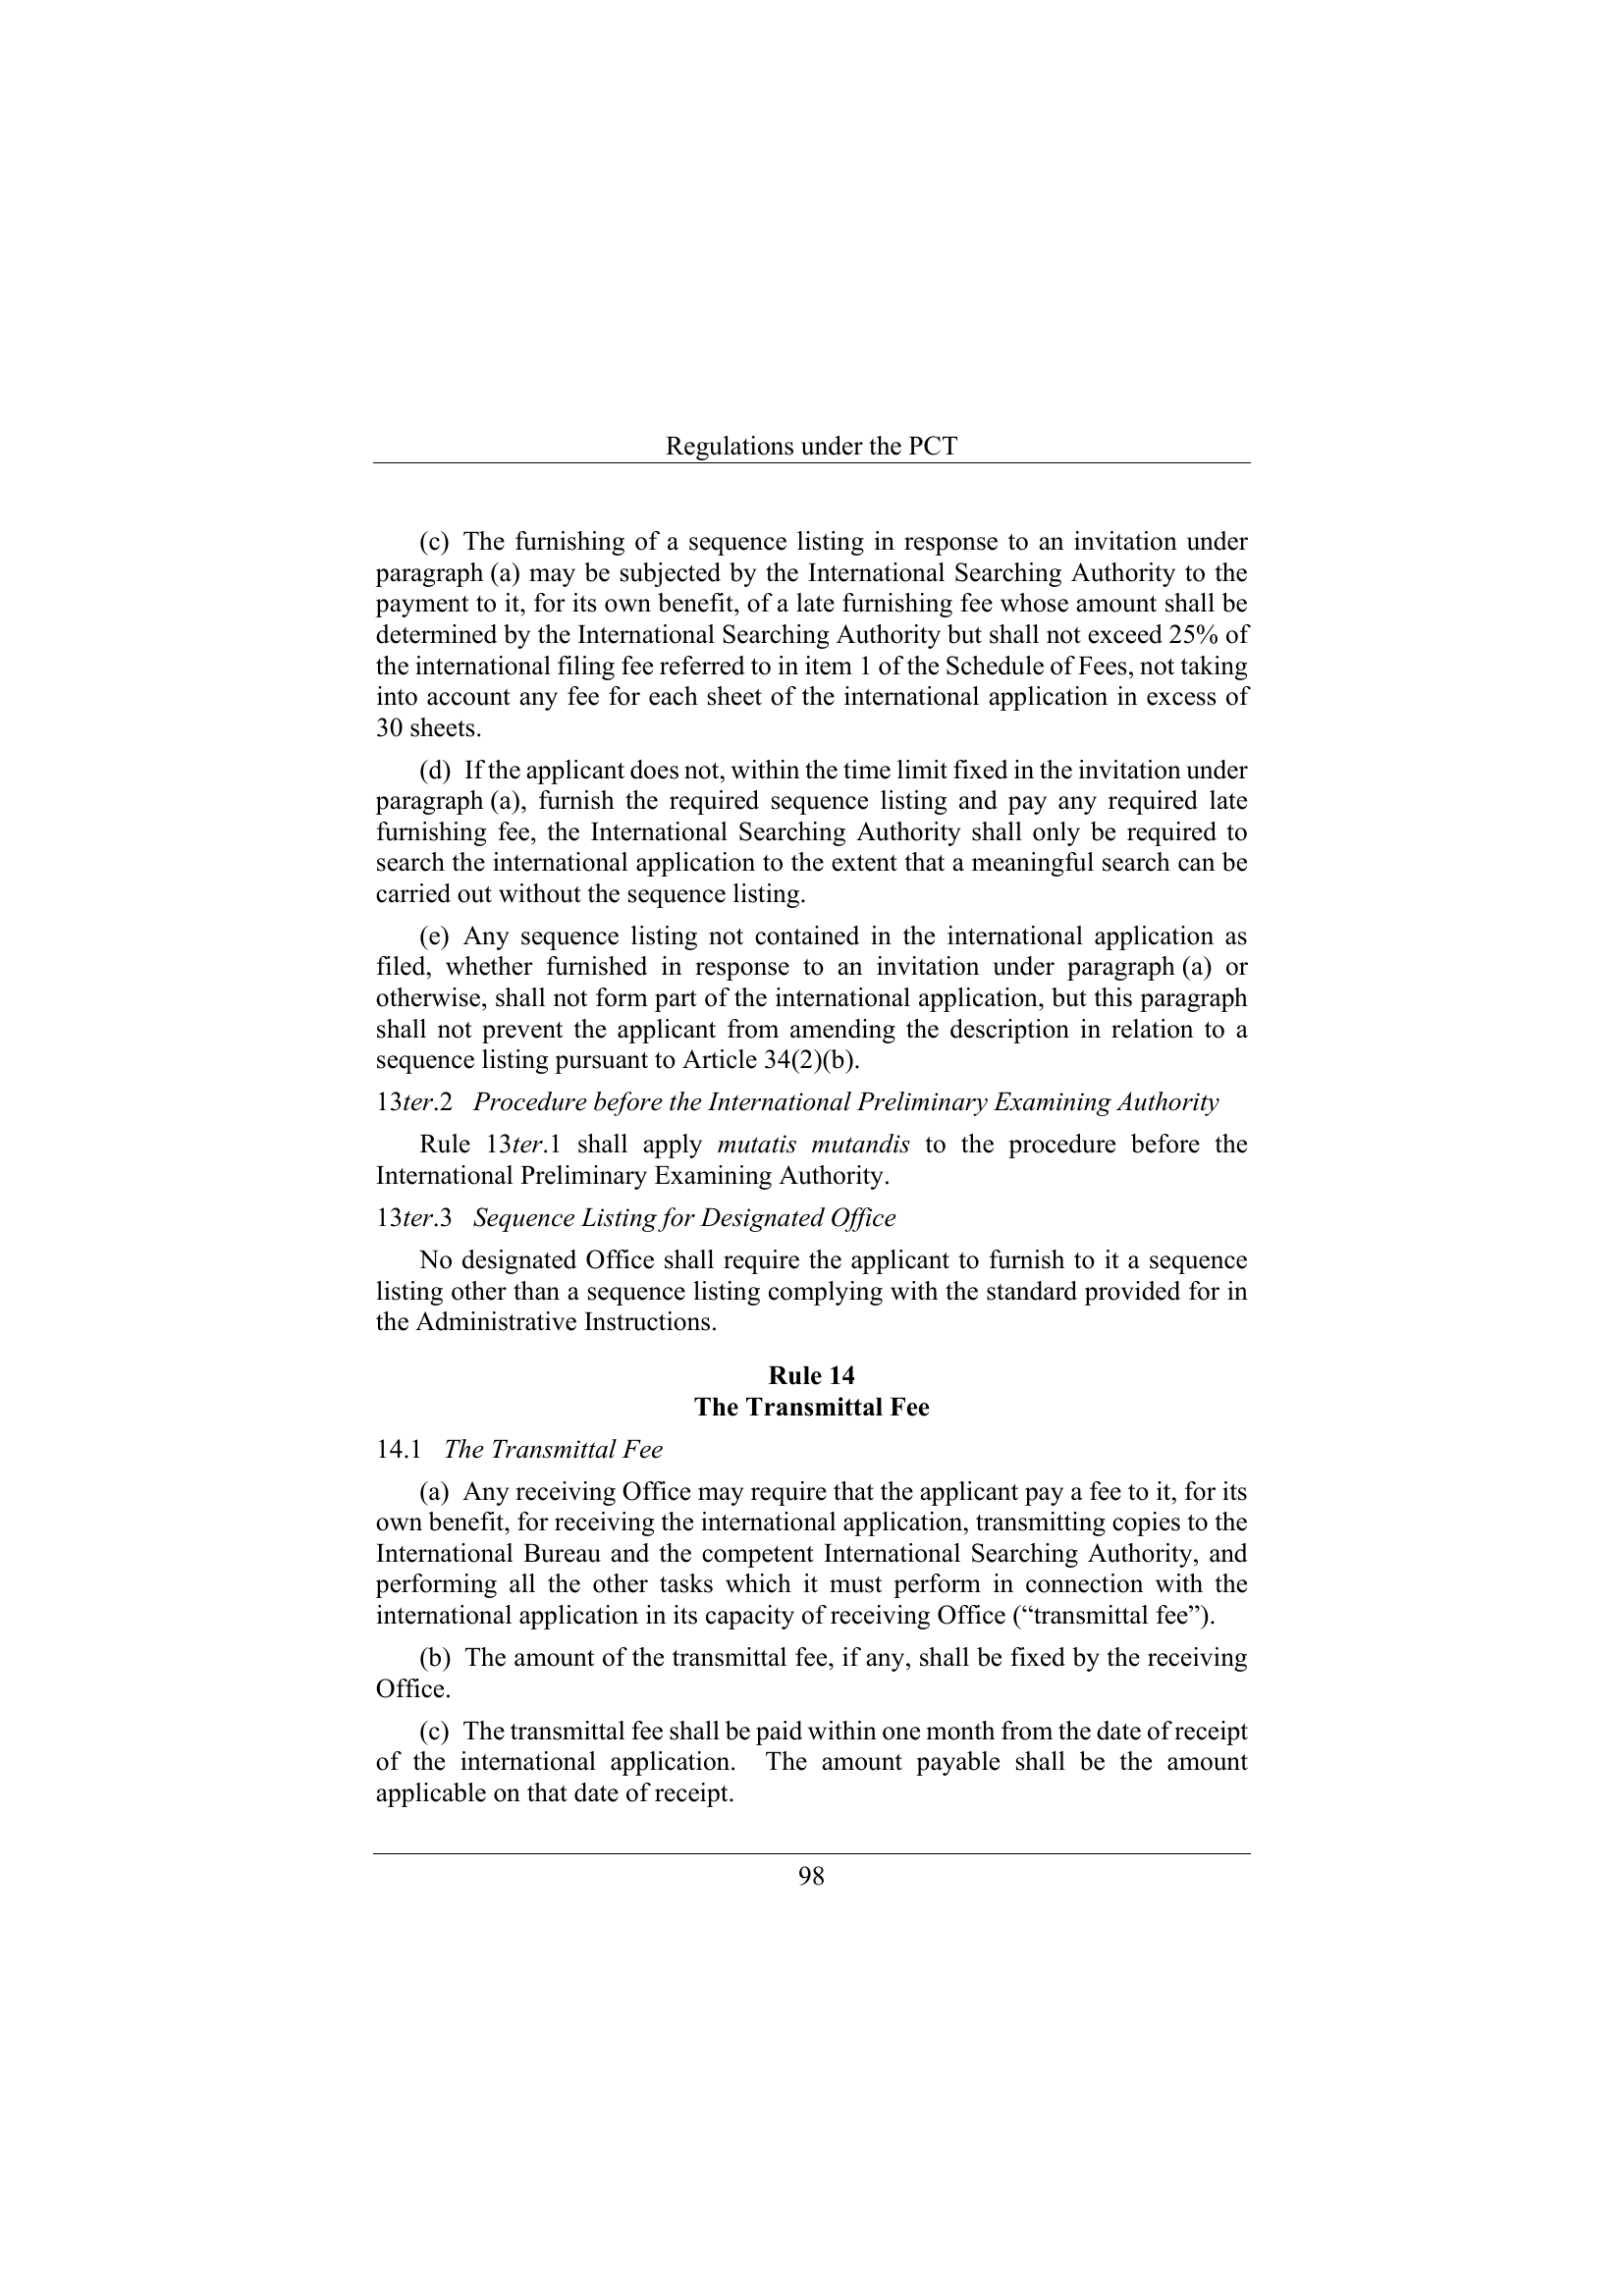 Regulations under the PCT
(c) The furnishing of a sequence listing in response to an invitation under
paragraph (a) may be subjected by the International Searching Authority to the
payment to it, for its own benefit, of a late furnishing fee whose amount shall be
determined by the International Searching Authority but shall not exceed 25% of
the international filing fee referred to in item 1 of the Schedule of Fees, not taking
into account any fee for each sheet of the international application in excess of
30 sheets.
(d) If the applicant does not, within the time limit fixed in the invitation under
paragraph (a), furnish the required sequence listing and pay any required late
furnishing fee, the International Searching Authority shall only be required to
search the international application to the extent that a meaningful search can be
carried out without the sequence listing.
(e) Any sequence listing not contained in the international application as
filed, whether furnished in response to an invitation under paragraph (a) or
otherwise, shall not form part of the international application, but this paragraph
shall not prevent the applicant from amending the description in relation to a
sequence listing pursuant to Article 34(2)(b).
13ter.2 Procedure before the International Preliminary Examining Authority
Rule 13ter.1 shall apply mutatis mutandis to the procedure before the
International Preliminary Examining Authority.
13ter.3 Sequence Listing for Designated Office
No designated Office shall require the applicant to furnish to it a sequence
listing other than a sequence listing complying with the standard provided for in
the Administrative Instructions.
Rule 14
The Transmittal Fee
14.1 The Transmittal Fee
(a) Any receiving Office may require that the applicant pay a fee to it, for its
own benefit, for receiving the international application, transmitting copies to the
International Bureau and the competent International Searching Authority, and
performing all the other tasks which it must perform in connection with the
international application in its capacity of receiving Office (“transmittal fee”).
(b) The amount of the transmittal fee, if any, shall be fixed by the receiving
Office.
(c) The transmittal fee shall be paid within one month from the date of receipt
of the international application. The amount payable shall be the amount
applicable on that date of receipt.
98